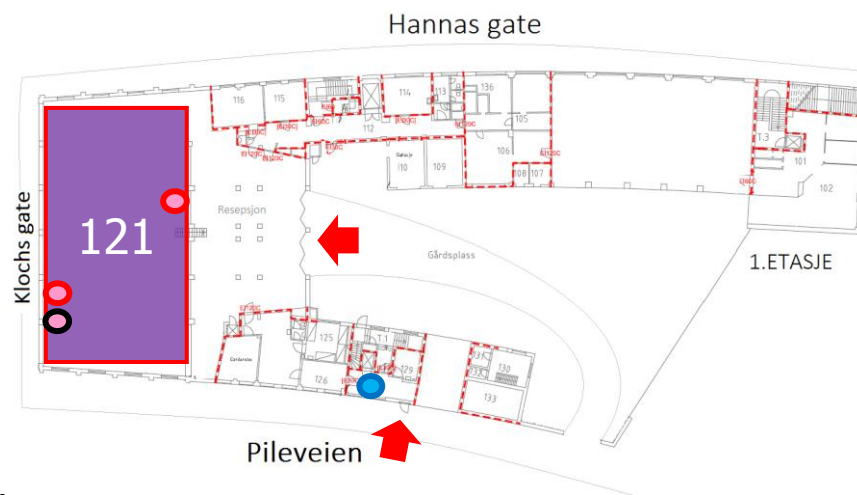 Hannas gate
116
115
114
113
136
105
112
106
T.3
101
102
110
109
108
107
121
Resepsjon
Klochs gate
Gårdsplass
1.ETASJE
125
T.1
126
129
Garderobe
131
130
133
Pileveien